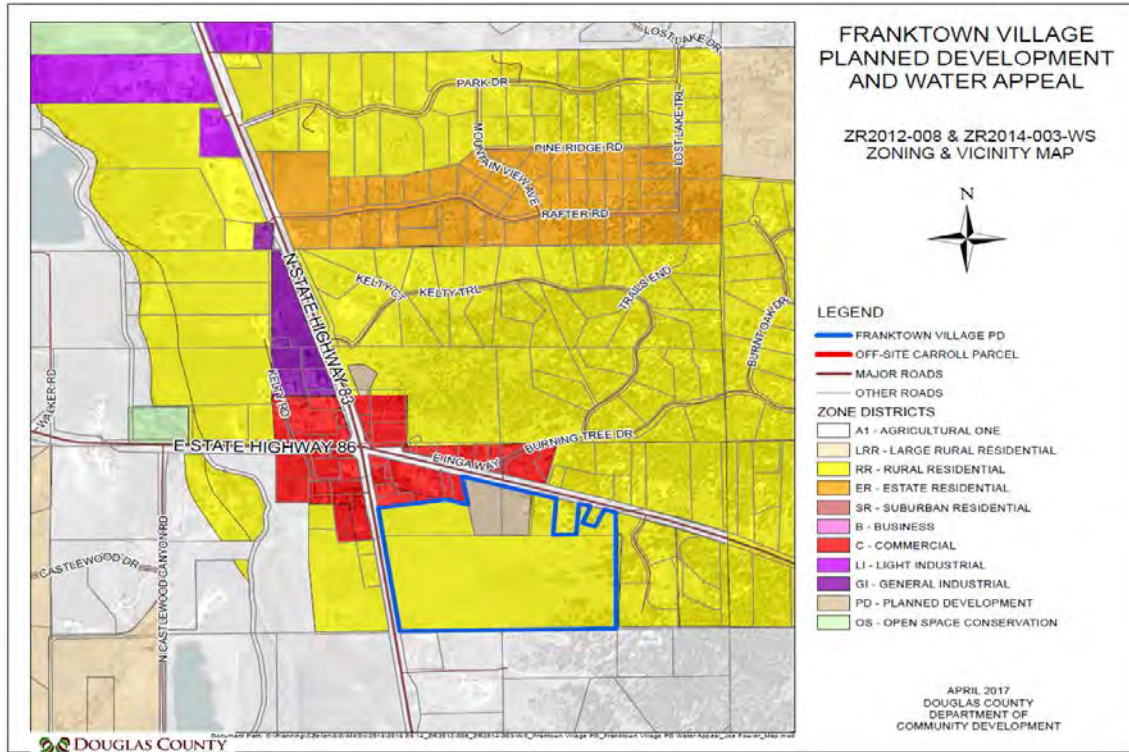 FRANKTOWN VILLAGE
PLANNED DEVELOPMENT
AND WATER APPEAL
ZR2012-008 & ZR2014-003-WS
ZONING & VICINITY MAP
N
LEGEND
FRANKTOWN VILLAGE PD
OFF-SITE CARROLL PARCEL
MAJOR ROADS
OTHER ROADS
ZONE DISTRICTS
A1 - AGRICULTURAL ONE
LRR - LARGE RURAL RESIDENTIAL
RR - RURAL RESIDENTIAL
ER - ESTATE RESIDENTIAL
SR - SUBURBAN RESIDENTIAL
B - BUSINESS
C - COMMERCIAL
LI - LIGHT INDUSTRIAL
GI - GENERAL INDUSTRIAL
PD - PLANNED DEVELOPMENT
OS - OPEN SPACE CONSERVATION
APRIL 2017
DOUGLAS COUNTY
DEPARTMENT OF
COMMUNITY DEVELOPMENT
LOST LAKE DR
PARK DR
MOUNTAIN VIEW AVE
PINE RIDGE RD
LOST LAKE TRL
RAFTER RD
N STATE HIGHWAY 83
KELTY CT
KELTY TRL
TRAILS END
BURNT OAK DR
WALKER RD
KELTY RD
E STATE HIGHWAY 86
E INGA WAY
BURNING TREE DR
CASTLEWOOD DR
N CASTLEWOOD CANYON RD
DOUGLAS COUNTY